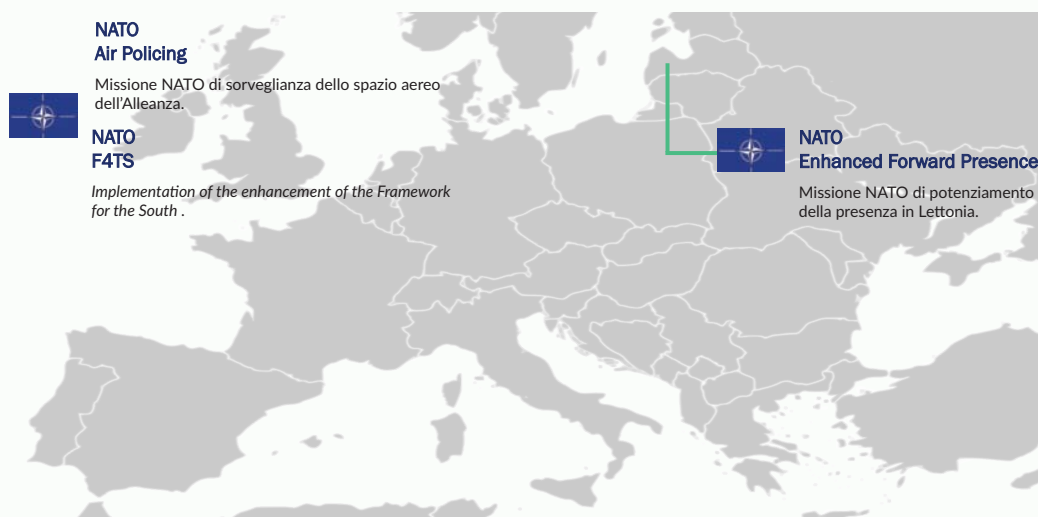 NATO
Air Policing
Missione NATO di sorveglianza dello spazio aereo
dell'Alleanza.
NATO
F4TS
Implementation of the enhancement of the Framework
for the South .
NATO
Enhanced Forward Presence
Missione NATO di potenziamento
della presenza in Lettonia.